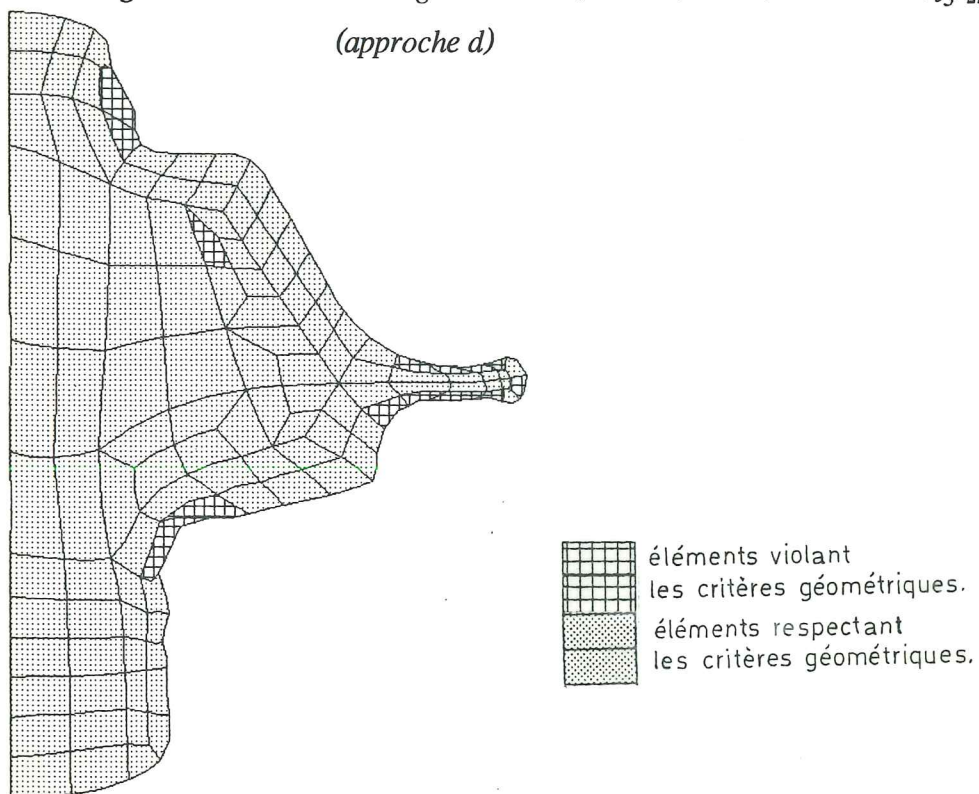 (approche d)
éléments violant
les critères géométriques.
éléments respectant
les critères géométriques.